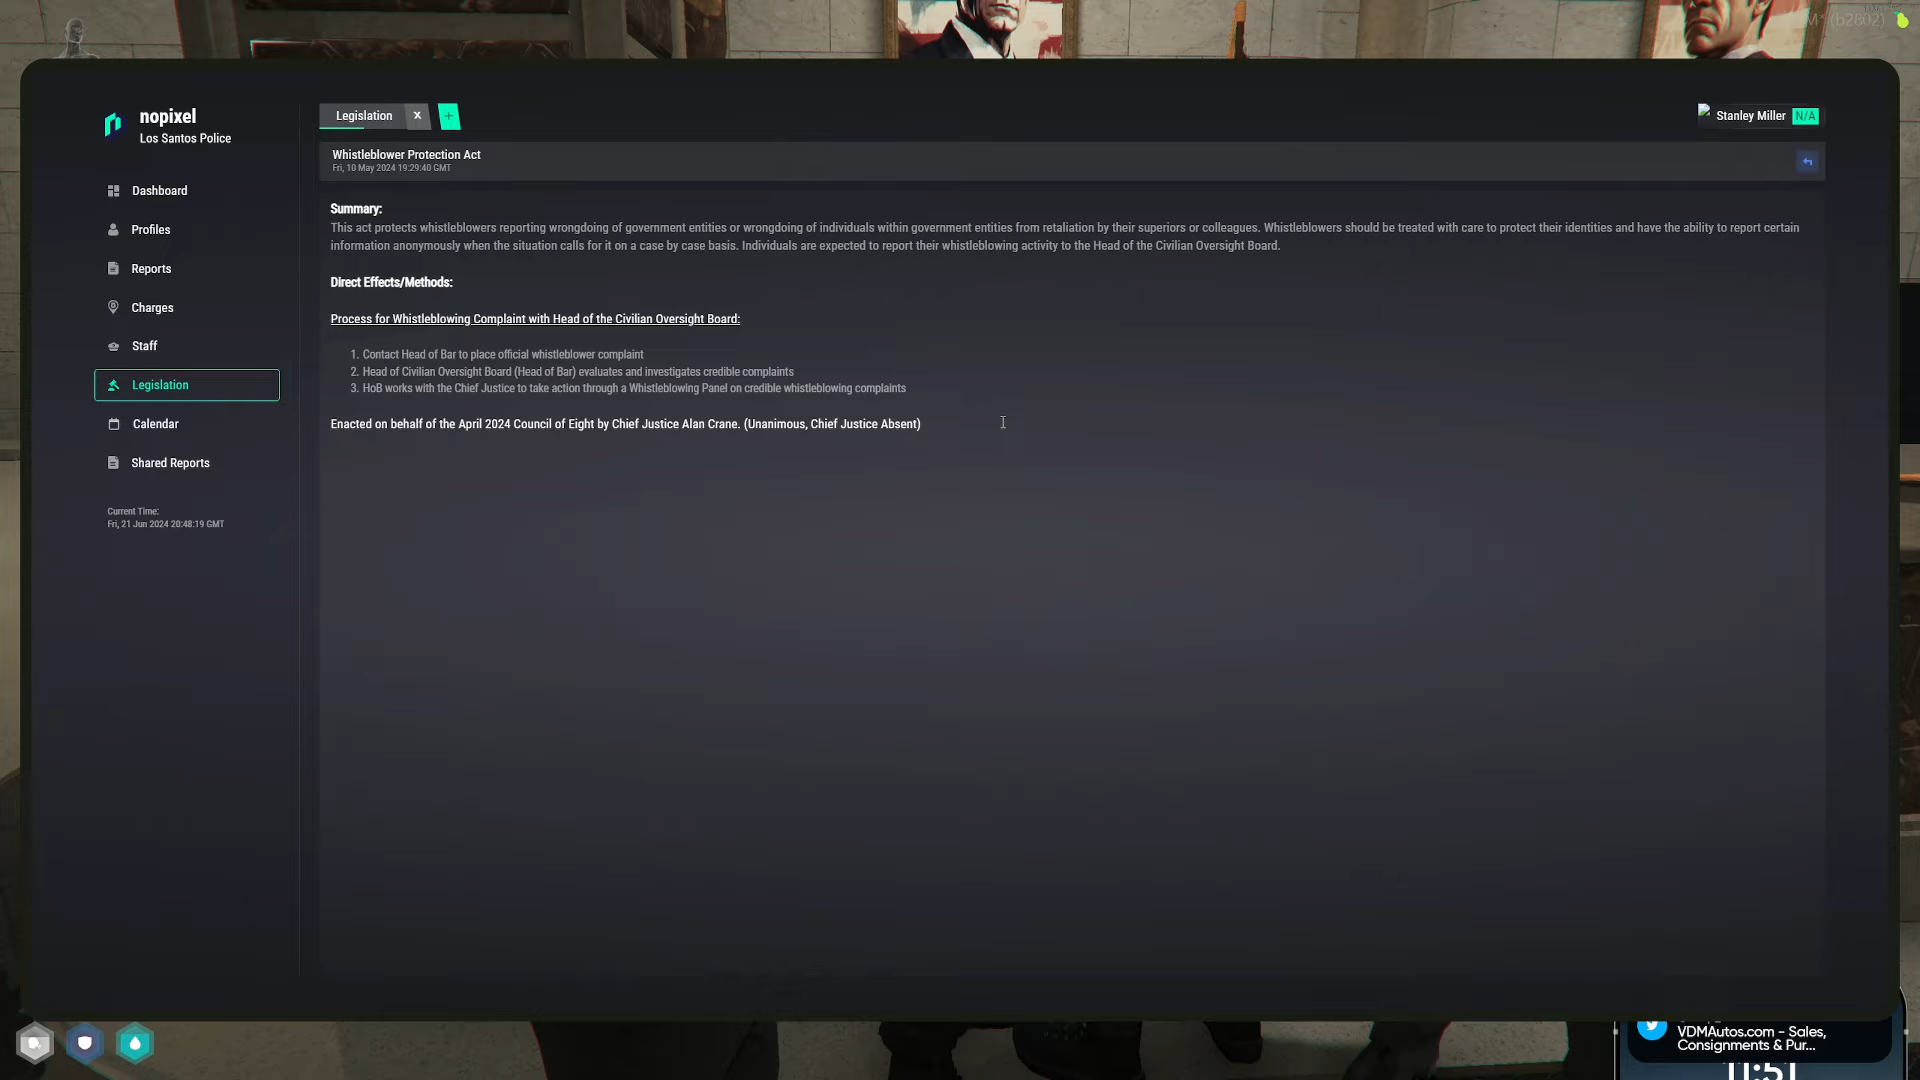 M* (b2802)
nopixel
Los Santos Police
Legislation x +
Stanley Miller N/A
Whistleblower Protection Act
Fri, 10 May 2024 19:29:40 GMT
Dashboard
Profiles
Reports
Charges
Staff
Legislation
Calendar
Shared Reports
Current Time:
Fri, 21 Jun 2024 20:48:19 GMT
Summary:
This act protects whistleblowers reporting wrongdoing of government entities or wrongdoing of individuals within government entities from retaliation by their superiors or colleagues. Whistleblowers should be treated with care to protect their identities and have the ability to report certain
information anonymously when the situation calls for it on a case by case basis. Individuals are expected to report their whistleblowing activity to the Head of the Civilian Oversight Board.
Direct Effects/Methods:
Process for Whistleblowing Complaint with Head of the Civilian Oversight Board:
1. Contact Head of Bar to place official whistleblower complaint
2. Head of Civilian Oversight Board (Head of Bar) evaluates and investigates credible complaints
3. HoB works with the Chief Justice to take action through a Whistleblowing Panel on credible whistleblowing complaints
Enacted on behalf of the April 2024 Council of Eight by Chief Justice Alan Crane. (Unanimous, Chief Justice Absent)
VDMAutos.com - Sales,
Consignments & Pur...
11:51